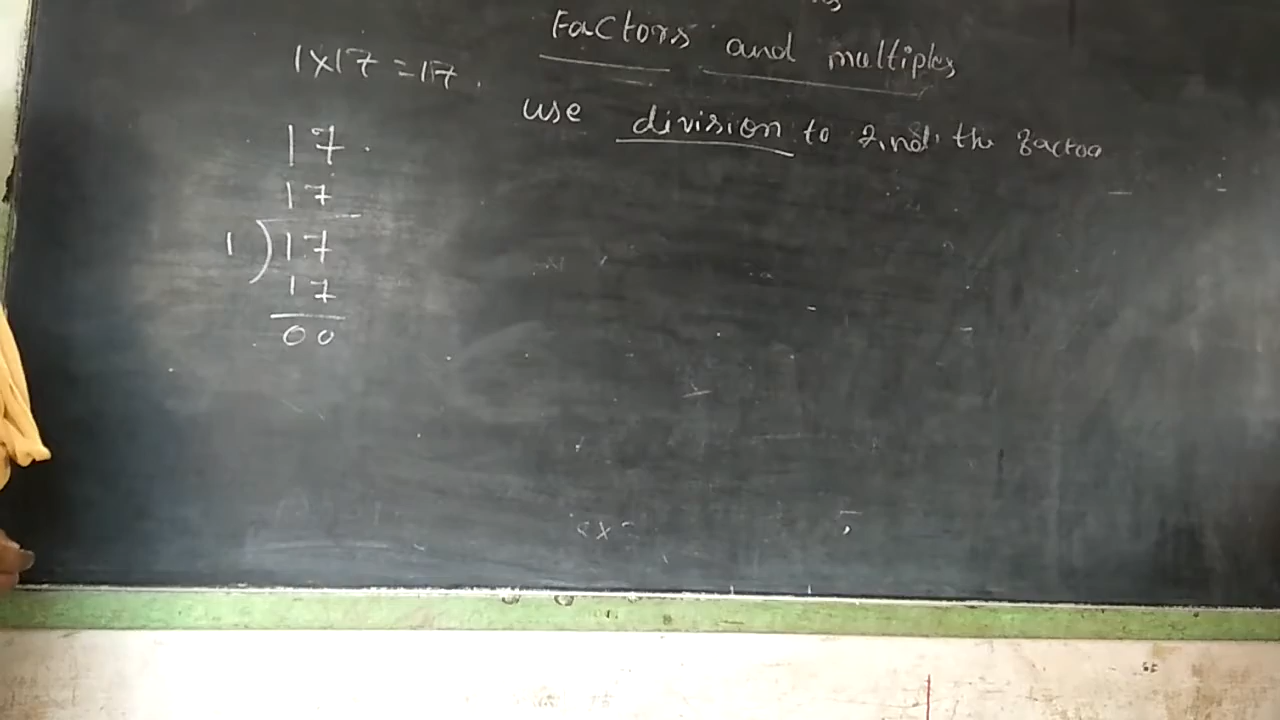 Factors and multiples
use division to find the factor
1x17 = 17.
17.
17
1)17
17
00